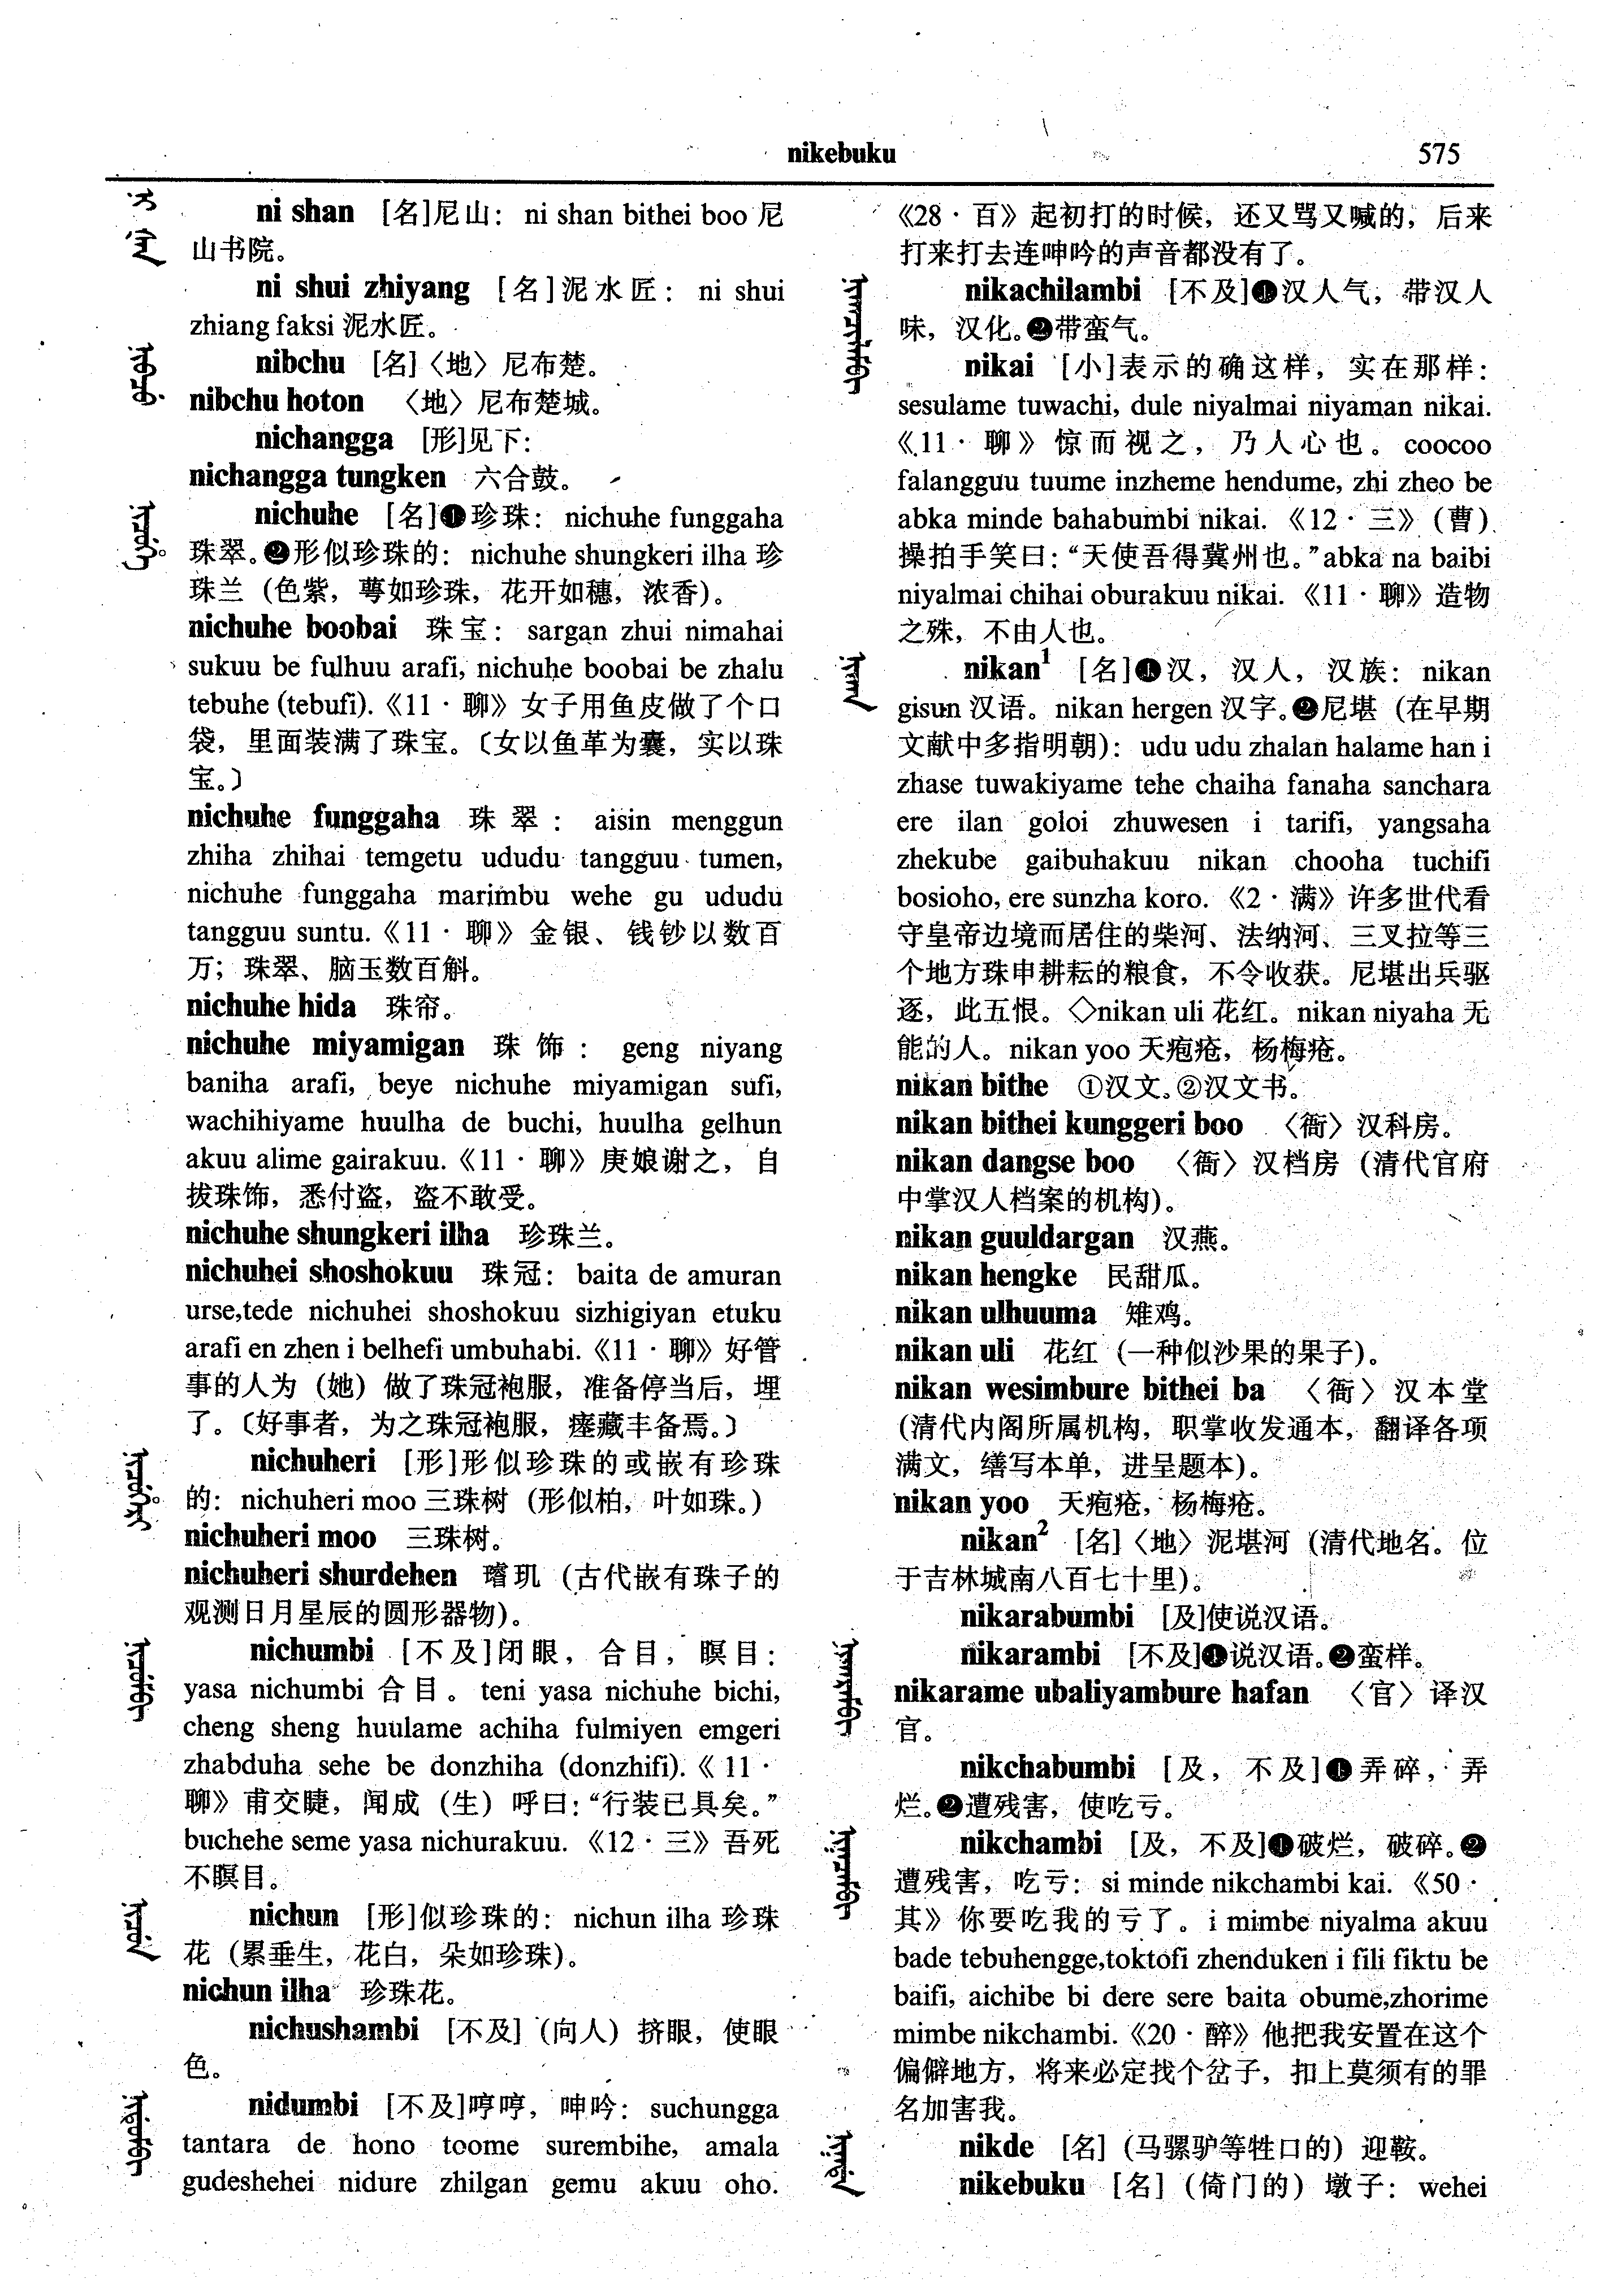 nikebuku 575
ni shan [名]尼山：ni shan bithei boo 尼
山书院。
ni shui zhiyang [名]泥水匠：ni shui
zhiang faksi 泥水匠。
nibchu [名]〈地〉尼布楚。
nibchu hoton 〈地〉尼布楚城。
nichangga [形]见下：
nichangga tungken 六合鼓。
nichuhe [名]❶珍珠：nichuhe funggaha
珠翠。❷形似珍珠的：nichuhe shungkeri ilha 珍
珠兰（色紫，萼如珍珠，花开如穗，浓香）。
nichuhe boobai 珠宝：sargan zhui nimahai
sukuu be fulhuu arafi, nichuhe boobai be zhalu
tebuhe (tebufi).《11·聊》女子用鱼皮做了个口
袋，里面装满了珠宝。〔女以鱼革为囊，实以珠
宝。〕
nichuhe funggaha 珠翠：aisin menggun
zhiha zhihai temgetu ududu tangguu tumen,
nichuhe funggaha marimbu wehe gu ududu
tangguu suntu.《11·聊》金银、钱钞以数百
万；珠翠、脑玉数百斛。
nichuhe hida 珠帘。
nichuhe miyamigan 珠饰：geng niyang
baniha arafi, beye nichuhe miyamigan sufi,
wachihiyame huulha de buchi, huulha gelhun
akuu alime gairakuu.《11·聊》庚娘谢之，自
拔珠饰，悉付盗，盗不敢受。
nichuhe shungkeri ilha 珍珠兰。
nichuhei shoshokuu 珠冠：baita de amuran
urse,tede nichuhei shoshokuu sizhigiyan etuku
arafi en zhen i belhefi umbuhabi.《11·聊》好管
事的人为（她）做了珠冠袍服，准备停当后，埋
了。〔好事者，为之珠冠袍服，瘗藏丰备焉。〕
nichuheri [形]形似珍珠的或嵌有珍珠
的：nichuheri moo 三珠树（形似柏，叶如珠。）
nichuheri moo 三珠树。
nichuheri shurdehen 璿玑（古代嵌有珠子的
观测日月星辰的圆形器物）。
nichumbi [不及]闭眼，合目，瞑目：
yasa nichumbi 合目。teni yasa nichuhe bichi,
cheng sheng huulame achiha fulmiyen emgeri
zhabduha sehe be donzhiha (donzhifi).《11·
聊》甫交睫，闻成（生）呼曰：“行装已具矣。”
buchehe seme yasa nichurakuu.《12·三》吾死
不瞑目。
nichun [形]似珍珠的：nichun ilha 珍珠
花（累垂生，花白，朵如珍珠）。
nichun ilha 珍珠花。
nichushambi [不及]（向人）挤眼，使眼
色。
nidumbi [不及]哼哼，呻吟：suchungga
tantara de hono toome surembihe, amala
gudeshehei nidure zhilgan gemu akuu oho.
《28·百》起初打的时候，还又骂又喊的，后来
打来打去连呻吟的声音都没有了。
nikachilambi [不及]❶汉人气，带汉人
味，汉化。❷带蛮气。
nikai [小]表示的确这样，实在那样：
sesulame tuwachi, dule niyalmai niyaman nikai.
《11·聊》惊而视之，乃人心也。coocoo
falangguu tuume inzheme hendume, zhi zheo be
abka minde bahabumbi nikai.《12·三》（曹）
操拍手笑曰：“天使吾得冀州也。”abka na baibi
niyalmai chihai oburakuu nikai.《11·聊》造物
之殊，不由人也。
nikan¹ [名]❶汉，汉人，汉族：nikan
gisun 汉语。nikan hergen 汉字。❷尼堪（在早期
文献中多指明朝）：udu udu zhalan halame han i
zhase tuwakiyame tehe chaiha fanaha sanchara
ere ilan goloi zhuwesen i tarifi, yangsaha
zhekube gaibuhakuu nikan chooha tuchifi
bosioho, ere sunzha koro.《2·满》许多世代看
守皇帝边境而居住的柴河、法纳河、三叉拉等三
个地方珠申耕耘的粮食，不令收获。尼堪出兵驱
逐，此五恨。◇nikan uli 花红。nikan niyaha 无
能的人。nikan yoo 天疱疮，杨梅疮。
nikan bithe ①汉文。②汉文书。
nikan bithei kunggeri boo 〈衙〉汉科房。
nikan dangse boo 〈衙〉汉档房（清代官府
中掌汉人档案的机构）。
nikan guuldargan 汉燕。
nikan hengke 民甜瓜。
nikan ulhuuma 雉鸡。
nikan uli 花红（一种似沙果的果子）。
nikan wesimbure bithei ba 〈衙〉汉本堂
（清代内阁所属机构，职掌收发通本，翻译各项
满文，缮写本单，进呈题本）。
nikan yoo 天疱疮，杨梅疮。
nikan² [名]〈地〉泥堪河（清代地名。位
于吉林城南八百七十里）。
nikarabumbi [及]使说汉语。
nikarambi [不及]❶说汉语。❷蛮样。
nikarame ubaliyambure hafan 〈官〉译汉
官。
nikchabumbi [及，不及]❶弄碎，弄
烂。❷遭残害，使吃亏。
nikchambi [及，不及]❶破烂，破碎。❷
遭残害，吃亏：si minde nikchambi kai.《50·
其》你要吃我的亏了。i mimbe niyalma akuu
bade tebuhengge,toktofi zhenduken i fili fiktu be
baifi, aichibe bi dere sere baita obume,zhorime
mimbe nikchambi.《20·醉》他把我安置在这个
偏僻地方，将来必定找个岔子，扣上莫须有的罪
名加害我。
nikde [名]（马骡驴等牲口的）迎鞍。
nikebuku [名]（倚门的）墩子：wehei